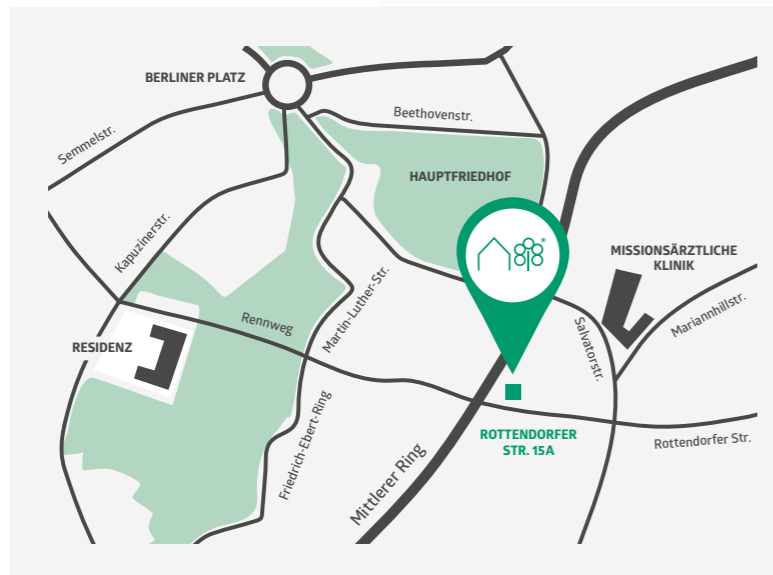 BERLINER PLATZ
Semmelstr.
Beethovenstr.
HAUPTFRIEDHOF
Kapuzinerstr.
MISSIONSÄRZTLICHE
KLINIK
Mariannhillstr.
Rennweg
Martin-Luther-Str.
Salvatorstr.
RESIDENZ
Friedrich-Ebert-Ring
ROTTENDORFER
STR. 15A
Rottendorfer Str.
Mittlerer Ring